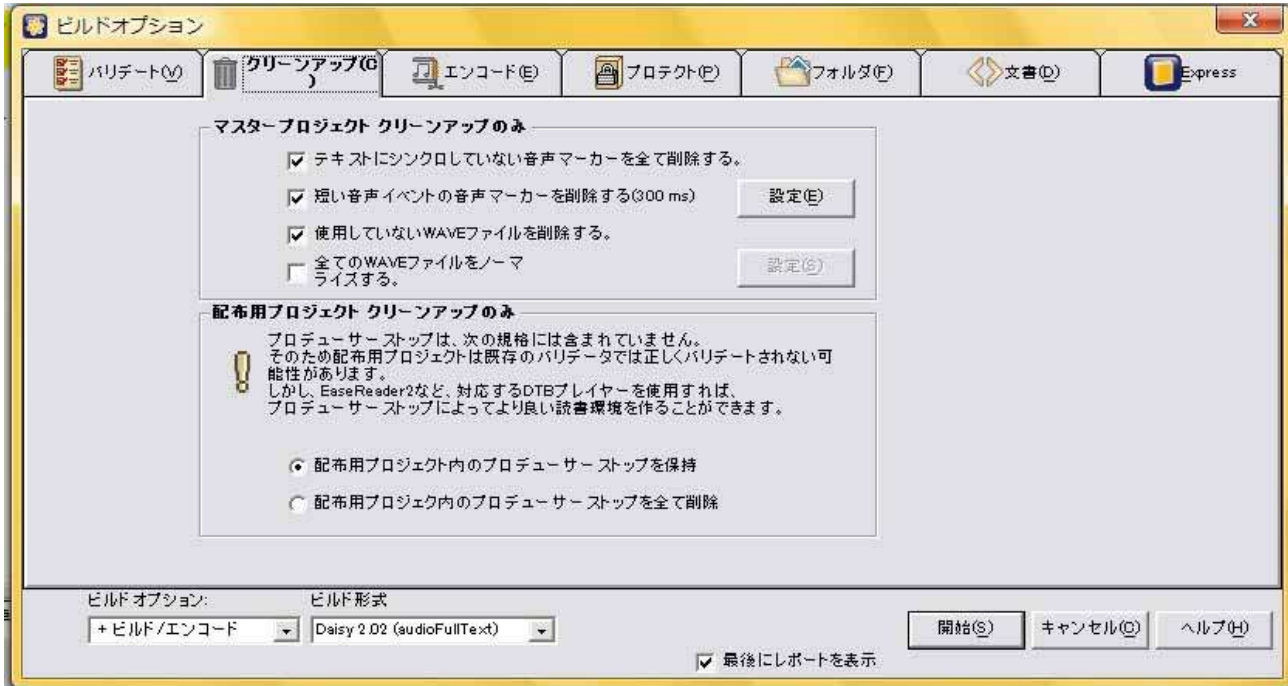 ビルドオプション
バリデート(V)
クリーンアップ(C
)
エンコード(E)
プロテクト(P)
フォルダ(F)
文書(D)
Express
マスタープロジェクト クリーンアップのみ
テキストにシンクロしていない音声マーカーを全て削除する。
短い音声イベントの音声マーカーを削除する(300 ms)
設定(E)
使用していないWAVEファイルを削除する。
全てのWAVEファイルをノーマ
ライズする。
設定(S)
配布用プロジェクト クリーンアップのみ
プロデューサーストップは、次の規格には含まれていません。
そのため配布用プロジェクトは既存のバリデータでは正しくバリデートされない可
能性があります。
しかし、EaseReader2など、対応するDTBプレイヤーを使用すれば、
プロデューサーストップによってより良い読書環境を作ることができます。
配布用プロジェクト内のプロデューサーストップを保持
配布用プロジェク内のプロデューサーストップを全て削除
ビルドオプション:
ビルド形式
+ビルド/エンコード
Daisy 2.02 (audioFullText)
開始(S)
キャンセル(C)
ヘルプ(H)
最後にレポートを表示